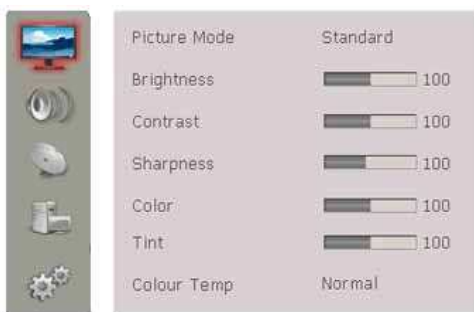 Picture Mode Standard
Brightness 100
Contrast 100
Sharpness 100
Color 100
Tint 100
Colour Temp Normal